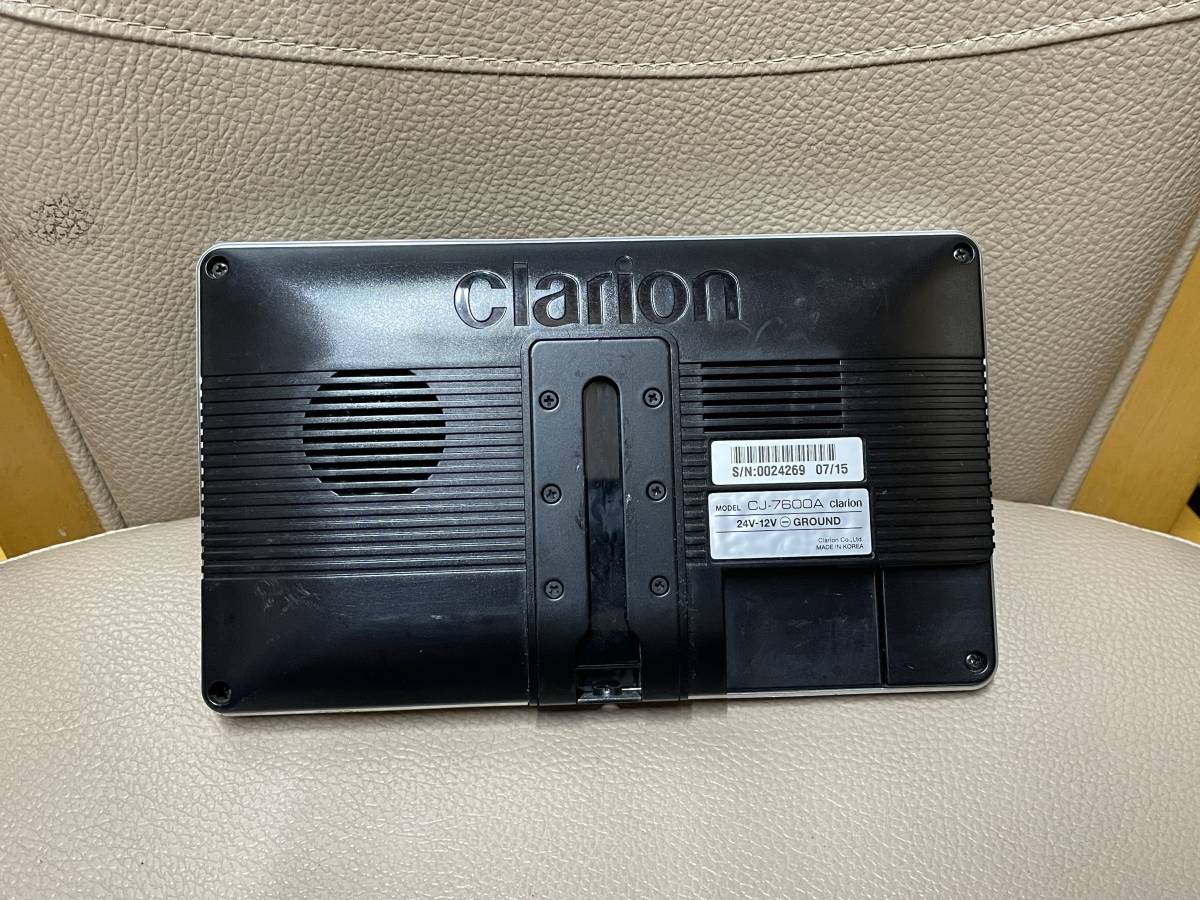 clarion
S/N:0024269 07/15
MODEL CJ-7600A clarion
24V-12V ⊖ GROUND
Clarion Co.,Ltd.
MADE IN KOREA